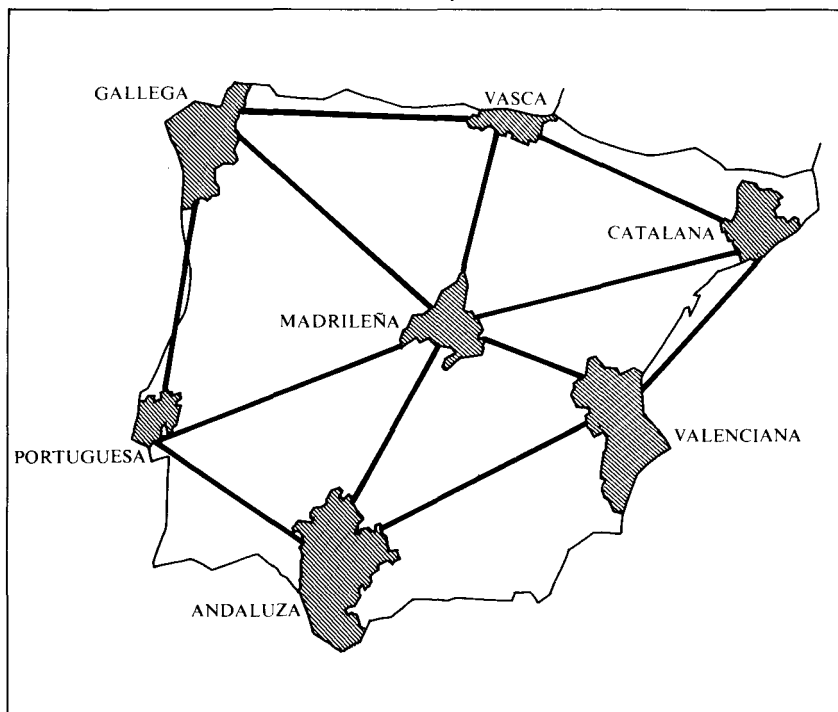 GALLEGA
VASCA
CATALANA
MADRILEÑA
VALENCIANA
PORTUGUESA
ANDALUZA